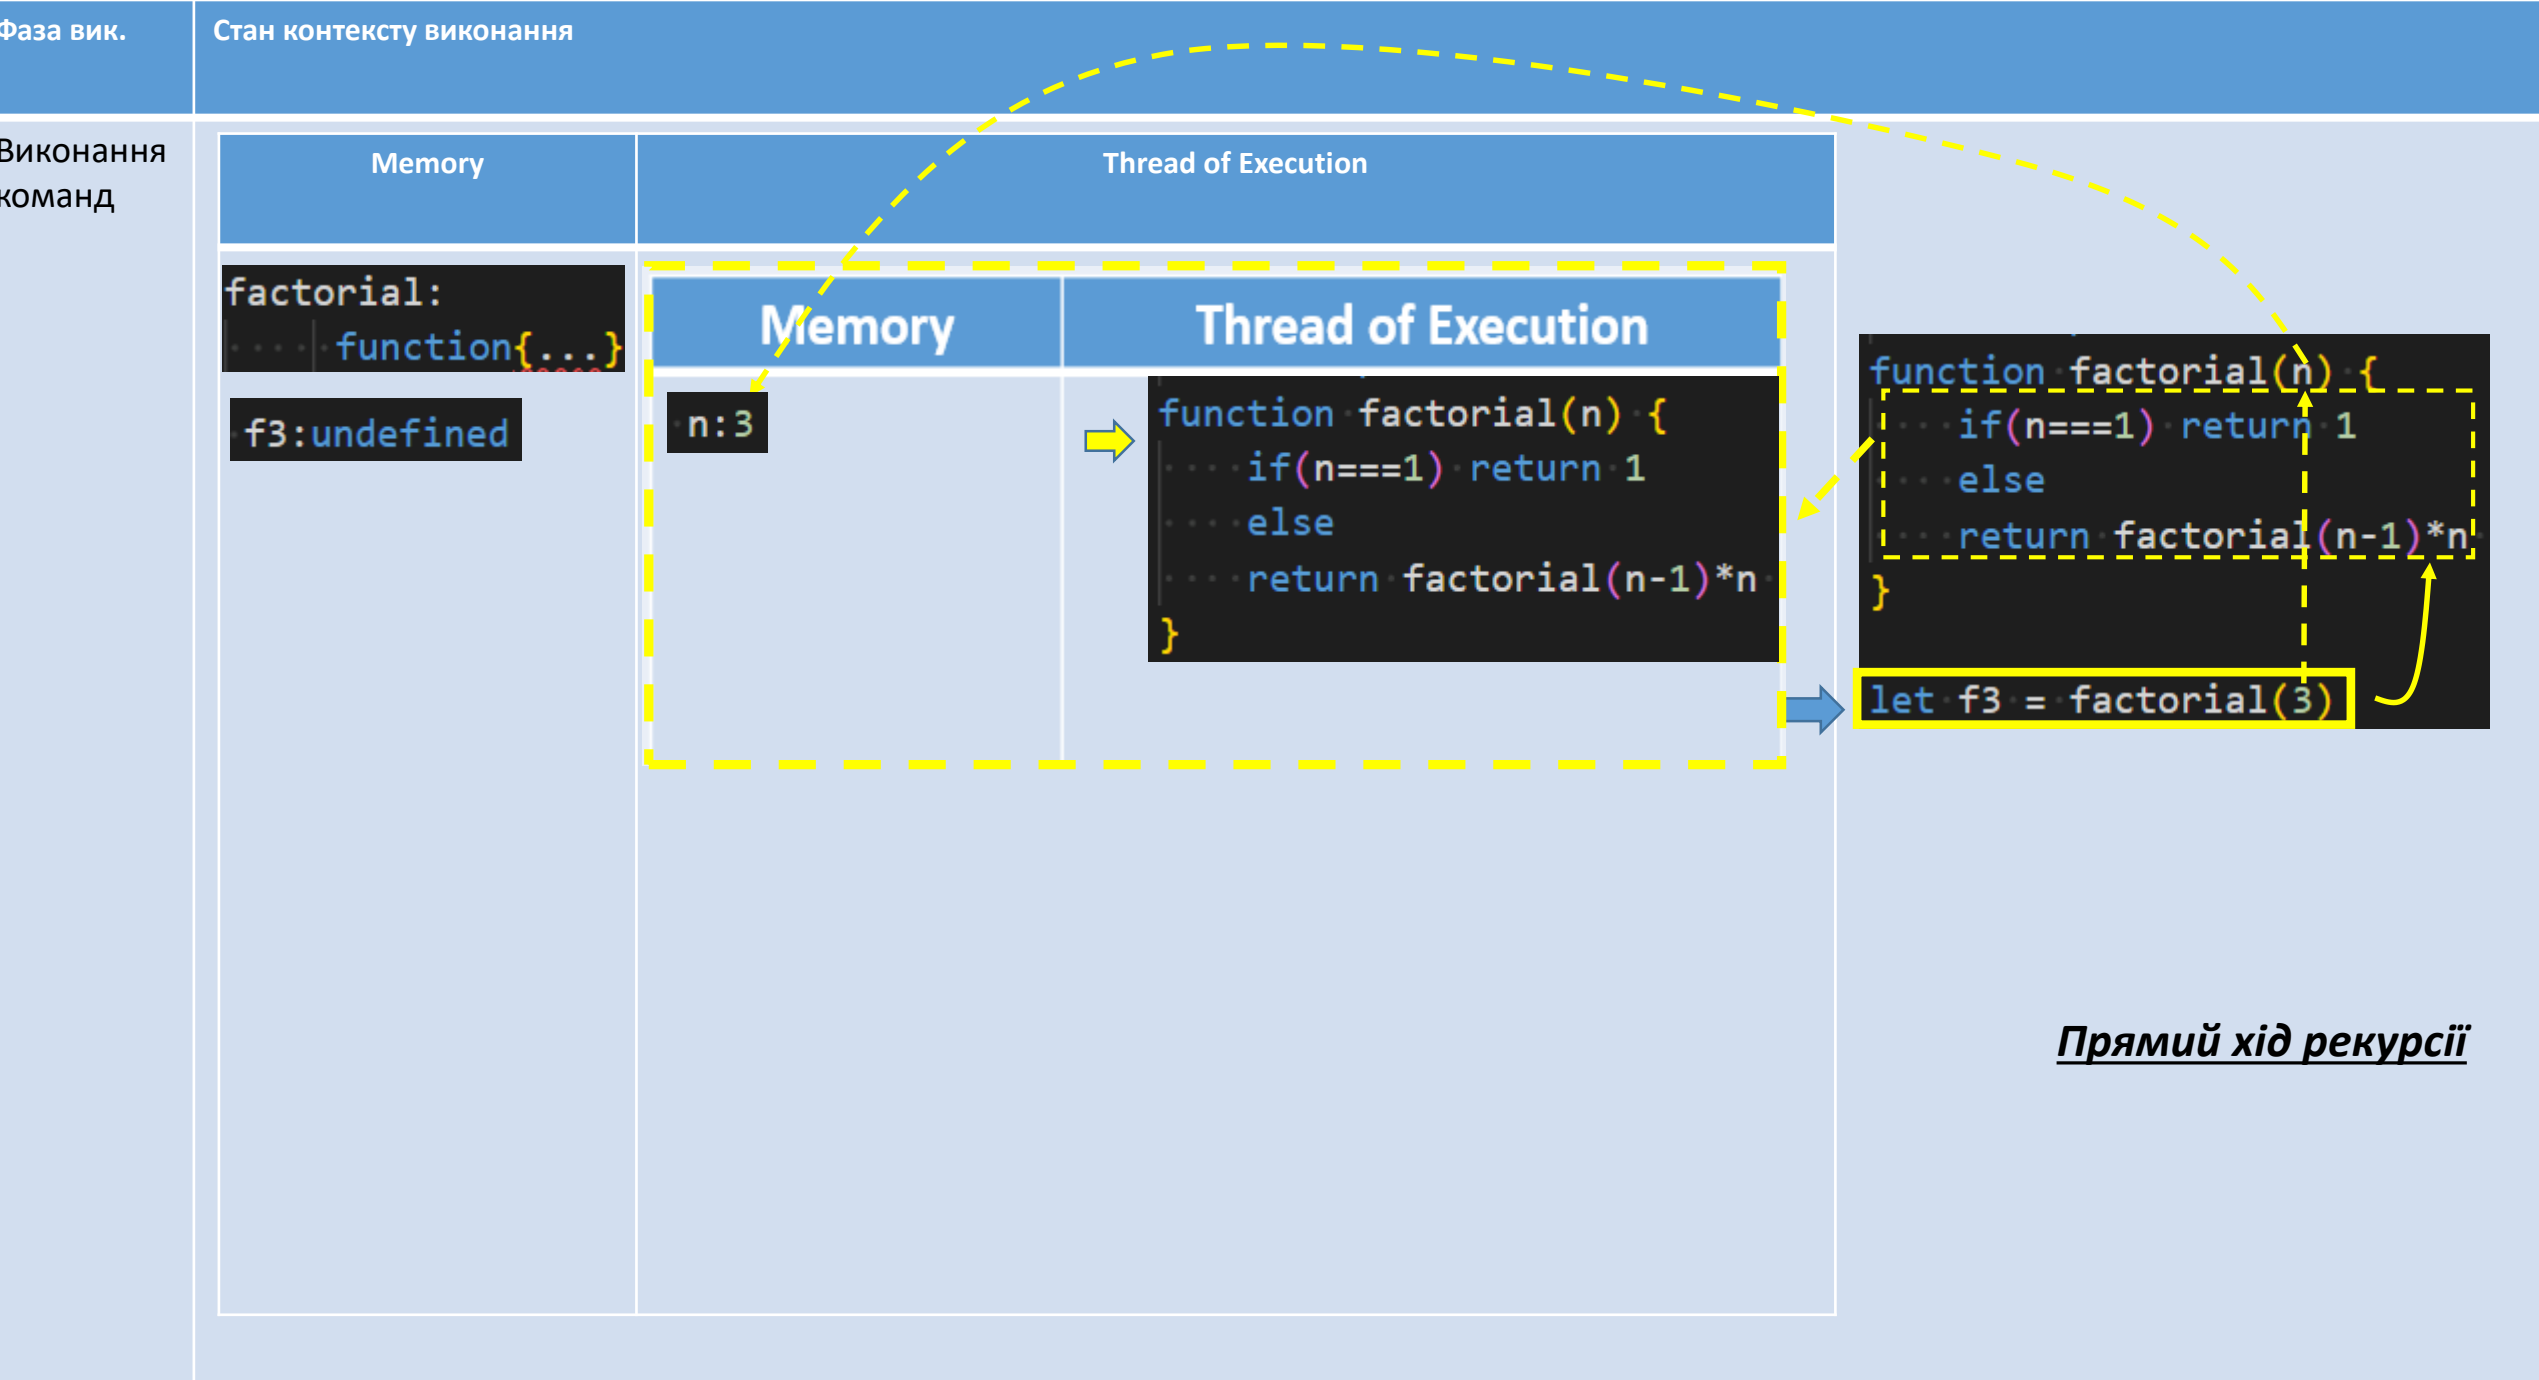 Фаза вик.
Стан контексту виконання
Виконання
команд
Memory
Thread of Execution
factorial:
function{...}
f3:undefined
Memory
Thread of Execution
n:3
function factorial(n) {
if(n===1) return 1
else
return factorial(n-1)*n
}
function factorial(n) {
if(n===1) return 1
else
return factorial(n-1)*n
}
let f3 = factorial(3)
Прямий хід рекурсії